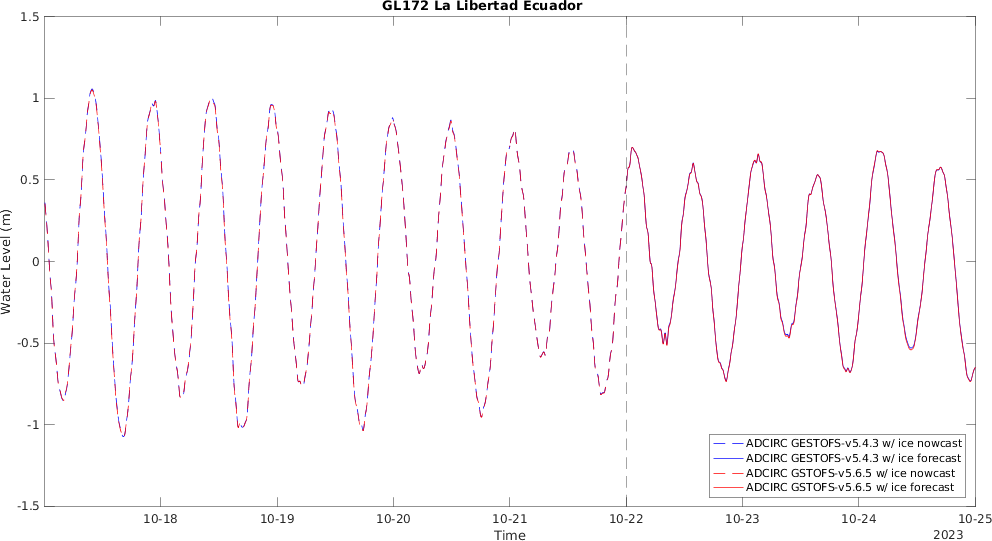 GL172 La Libertad Ecuador
1.5
1
0.5
0
-0.5
-1
-1.5
Water Level (m)
10-18
10-19
10-20
10-21
10-22
10-23
10-24
10-25
Time
2023
ADCIRC GESTOFS-v5.4.3 w/ ice nowcast
ADCIRC GESTOFS-v5.4.3 w/ ice forecast
ADCIRC GSTOFS-v5.6.5 w/ ice nowcast
ADCIRC GSTOFS-v5.6.5 w/ ice forecast